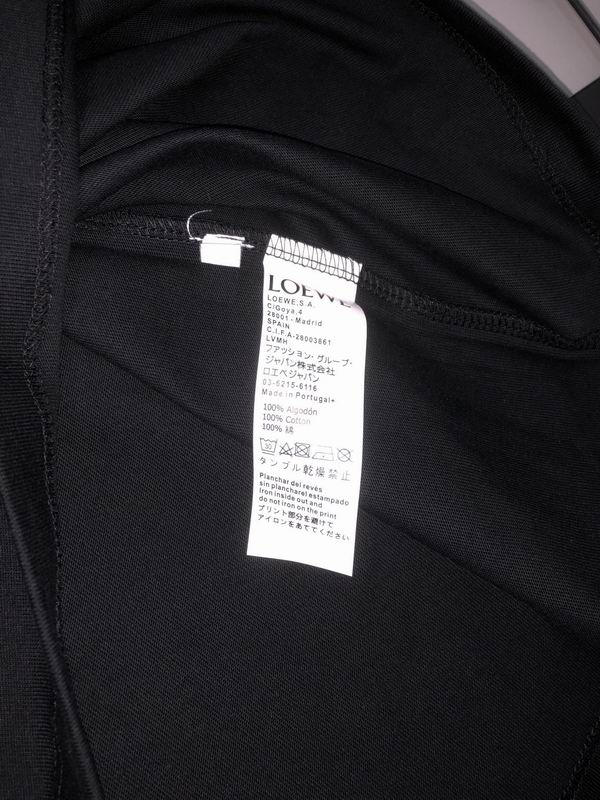 LOEWE
LOEWE,S.A.
C/Goya,4
28001 - Madrid
SPAIN
C.I.F.A-28003861
LVMH
ファッション・グループ・
ジャパン株式会社
ロエベジャパン
03-6215-6116
Made in Portugal+
100% Algodón
100% Cotton
100% 綿
30
タンブル乾燥禁止
Planchar del revés
sin plancharel estampado
Iron inside out and
do not iron on the print
プリント部分を避けて
アイロンをあててください